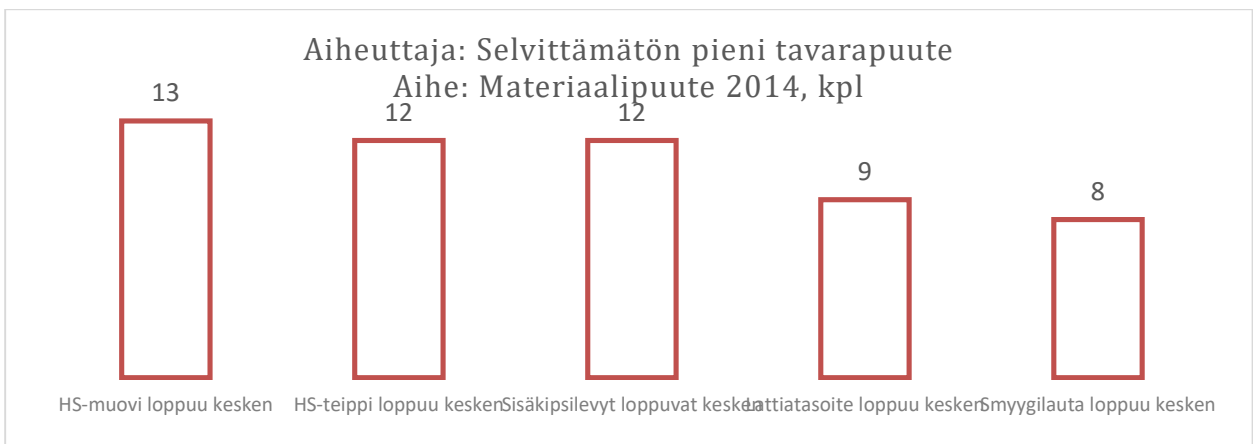 Aiheuttaja: Selvittämätön pieni tavarapuute
Aihe: Materiaalipuute 2014, kpl
13
12
12
9
8
HS-muovi loppuu kesken
HS-teippi loppuu kesken
Sisäkipsilevyt loppuvat kesken
Lattiatasoite loppuu kesken
Smyygilauta loppuu kesken